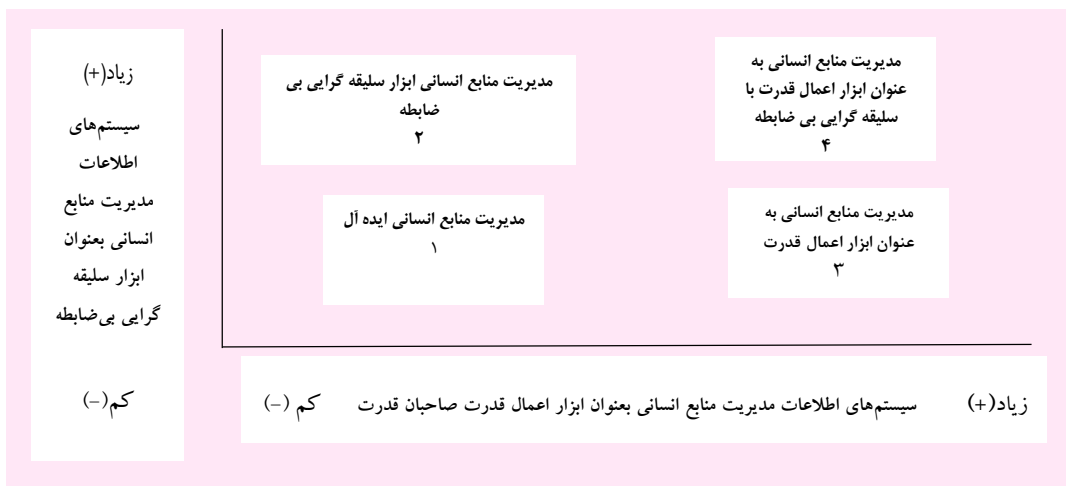 زیاد(+)
سیستم‌های
اطلاعات
مدیریت منابع
انسانی بعنوان
ابزار سلیقه
گرایی بی‌ضابطه
کم(–)
مدیریت منابع انسانی ابزار سلیقه گرایی بی
ضابطه
۲
مدیریت منابع انسانی به
عنوان ابزار اعمال قدرت با
سلیقه گرایی بی ضابطه
۴
مدیریت منابع انسانی ایده آل
۱
مدیریت منابع انسانی به
عنوان ابزار اعمال قدرت
۳
زیاد(+) سیستم‌های اطلاعات مدیریت منابع انسانی بعنوان ابزار اعمال قدرت صاحبان قدرت کم (–)